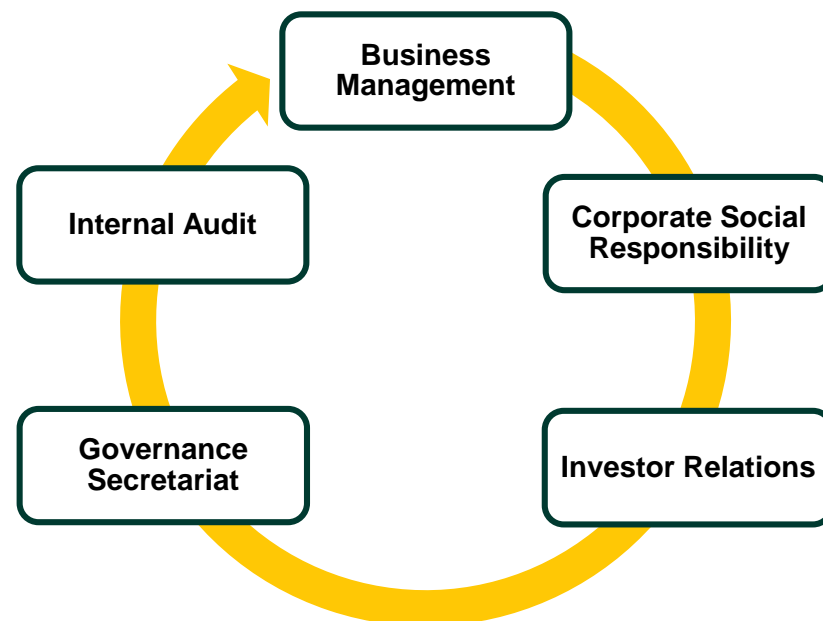 Business
Management
Corporate Social
Responsibility
Investor Relations
Governance
Secretariat
Internal Audit